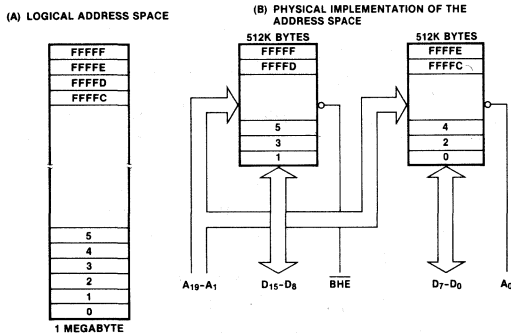 (A) LOGICAL ADDRESS SPACE
FFFFF
FFFFE
FFFFD
FFFFC
5
4
3
2
1
0
1 MEGABYTE
(B) PHYSICAL IMPLEMENTATION OF THE
ADDRESS SPACE
512K BYTES
FFFFF
FFFFD
5
3
1
512K BYTES
FFFFE
FFFFC
4
2
0
A19-A1
D15-D8
BHE
D7-D0
A0